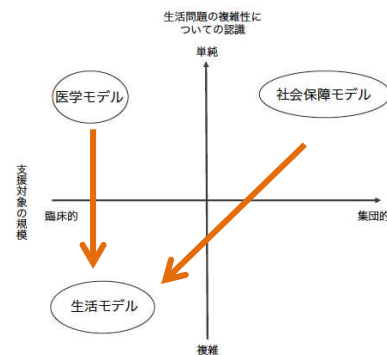 生活問題の複雑性に
ついての認識
単純
医学モデル
社会保障モデル
支援対象の規模
臨床的
集団的
生活モデル
複雑